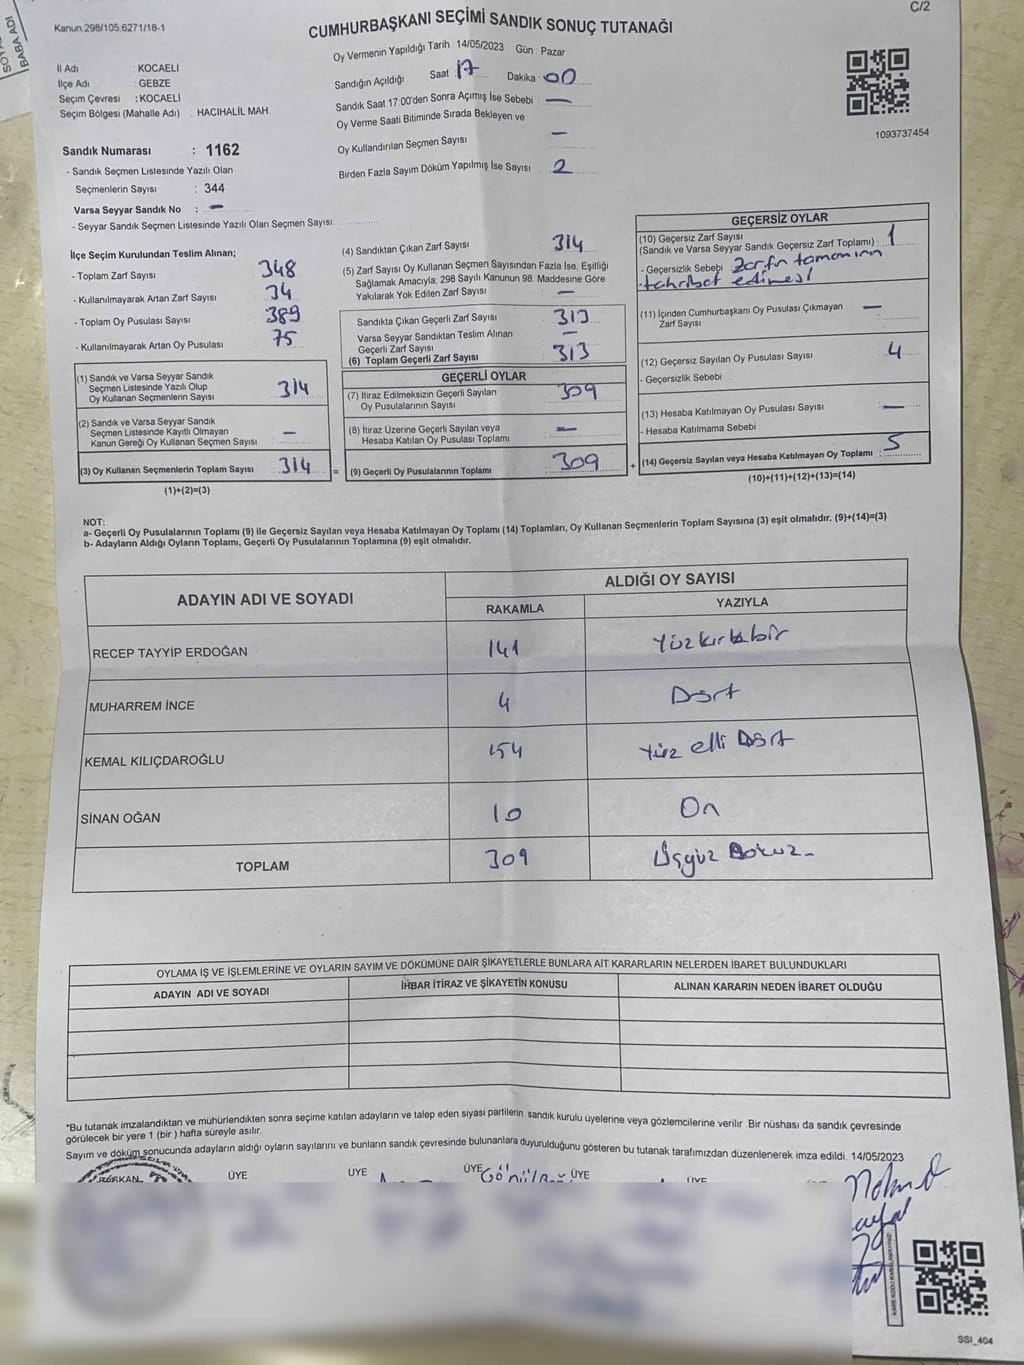 C/2
SOYADI
BABA ADI
Kanun:298/105,6271/18-1
CUMHURBAŞKANI SEÇİMİ SANDIK SONUÇ TUTANAĞI
Oy Vermenin Yapıldığı Tarih : 14/05/2023 Gün : Pazar
İl Adı : KOCAELİ
İlçe Adı : GEBZE
Seçim Çevresi : KOCAELİ
Seçim Bölgesi (Mahalle Adı) : HACIHALİL MAH.
Sandığın Açıldığı Saat 17 Dakika : 00
Sandık Saat 17:00'den Sonra Açımış İse Sebebi : —
Oy Verme Saati Bitiminde Sırada Bekleyen ve
Oy Kullandırılan Seçmen Sayısı : —
Birden Fazla Sayım Döküm Yapılmış İse Sayısı : 2
1093737454
Sandık Numarası : 1162
- Sandık Seçmen Listesinde Yazılı Olan
Seçmenlerin Sayısı : 344
Varsa Seyyar Sandık No : —
- Seyyar Sandık Seçmen Listesinde Yazılı Olan Seçmen Sayısı:
İlçe Seçim Kurulundan Teslim Alınan;
- Toplam Zarf Sayısı : 348
- Kullanılmayarak Artan Zarf Sayısı : 34
- Toplam Oy Pusulası Sayısı : 389
- Kullanılmayarak Artan Oy Pusulası : 75
(1) Sandık ve Varsa Seyyar Sandık
Seçmen Listesinde Yazılı Olup
Oy Kullanan Seçmenlerin Sayısı : 314
(2) Sandık ve Varsa Seyyar Sandık
Seçmen Listesinde Kayıtlı Olmayan
Kanun Gereği Oy Kullanan Seçmen Sayısı : —
(3) Oy Kullanan Seçmenlerin Toplam Sayısı : 314
(1)+(2)=(3)
(4) Sandıktan Çıkan Zarf Sayısı : 314
(5) Zarf Sayısı Oy Kullanan Seçmen Sayısından Fazla İse, Eşitliği
Sağlamak Amacıyla, 298 Sayılı Kanunun 98. Maddesine Göre
Yakılarak Yok Edilen Zarf Sayısı : —
Sandıkta Çıkan Geçerli Zarf Sayısı : 313
Varsa Seyyar Sandıktan Teslim Alınan
Geçerli Zarf Sayısı : —
(6) Toplam Geçerli Zarf Sayısı : 313
GEÇERLİ OYLAR
(7) İtiraz Edilmeksizin Geçerli Sayılan
Oy Pusulalarının Sayısı : 309
(8) İtiraz Üzerine Geçerli Sayılan veya
Hesaba Katılan Oy Pusulası Toplamı : —
= (9) Geçerli Oy Pusulalarının Toplamı : 309
GEÇERSİZ OYLAR
(10) Geçersiz Zarf Sayısı
(Sandık ve Varsa Seyyar Sandık Geçersiz Zarf Toplamı) : 1
- Geçersizlik Sebebi : Zarfın tamamının
tahribat edilmesi
(11) İçinden Cumhurbaşkanı Oy Pusulası Çıkmayan
Zarf Sayısı : —
(12) Geçersiz Sayılan Oy Pusulası Sayısı : 4
- Geçersizlik Sebebi :
(13) Hesaba Katılmayan Oy Pusulası Sayısı : —
- Hesaba Katılmama Sebebi :
+ (14) Geçersiz Sayılan veya Hesaba Katılmayan Oy Toplamı : 5
(10)+(11)+(12)+(13)=(14)
NOT:
a- Geçerli Oy Pusulalarının Toplamı (9) ile Geçersiz Sayılan veya Hesaba Katılmayan Oy Toplamı (14) Toplamları, Oy Kullanan Seçmenlerin Toplam Sayısına (3) eşit olmalıdır. (9)+(14)=(3)
b- Adayların Aldığı Oyların Toplamı, Geçerli Oy Pusulalarının Toplamına (9) eşit olmalıdır.
ADAYIN ADI VE SOYADI
ALDIĞI OY SAYISI
RAKAMLA YAZIYLA
RECEP TAYYİP ERDOĞAN 141 Yüzkırkbir
MUHARREM İNCE 4 Dört
KEMAL KILIÇDAROĞLU 154 Yüz elli Dört
SİNAN OĞAN 10 On
TOPLAM 309 Üçyüz Dokuz
OYLAMA İŞ VE İŞLEMLERİNE VE OYLARIN SAYIM VE DÖKÜMÜNE DAİR ŞİKAYETLERLE BUNLARA AİT KARARLARIN NELERDEN İBARET BULUNDUKLARI
ADAYIN ADI VE SOYADI İHBAR İTİRAZ VE ŞİKAYETİN KONUSU ALINAN KARARIN NEDEN İBARET OLDUĞU
*Bu tutanak imzalandıktan ve mühürlendikten sonra seçime katılan adayların ve talep eden siyasi partilerin sandık kurulu üyelerine veya gözlemcilerine verilir. Bir nüshası da sandık çevresinde
görülecek bir yere 1 (bir ) hafta süreyle asılır.
Sayım ve döküm sonucunda adayların aldığı oyların sayılarını ve bunların sandık çevresinde bulunanlara duyurulduğunu gösteren bu tutanak tarafımızdan düzenlenerek imza edildi. 14/05/2023
BAŞKAN ÜYE ÜYE ÜYE ÜYE ÜYE
SSI_404